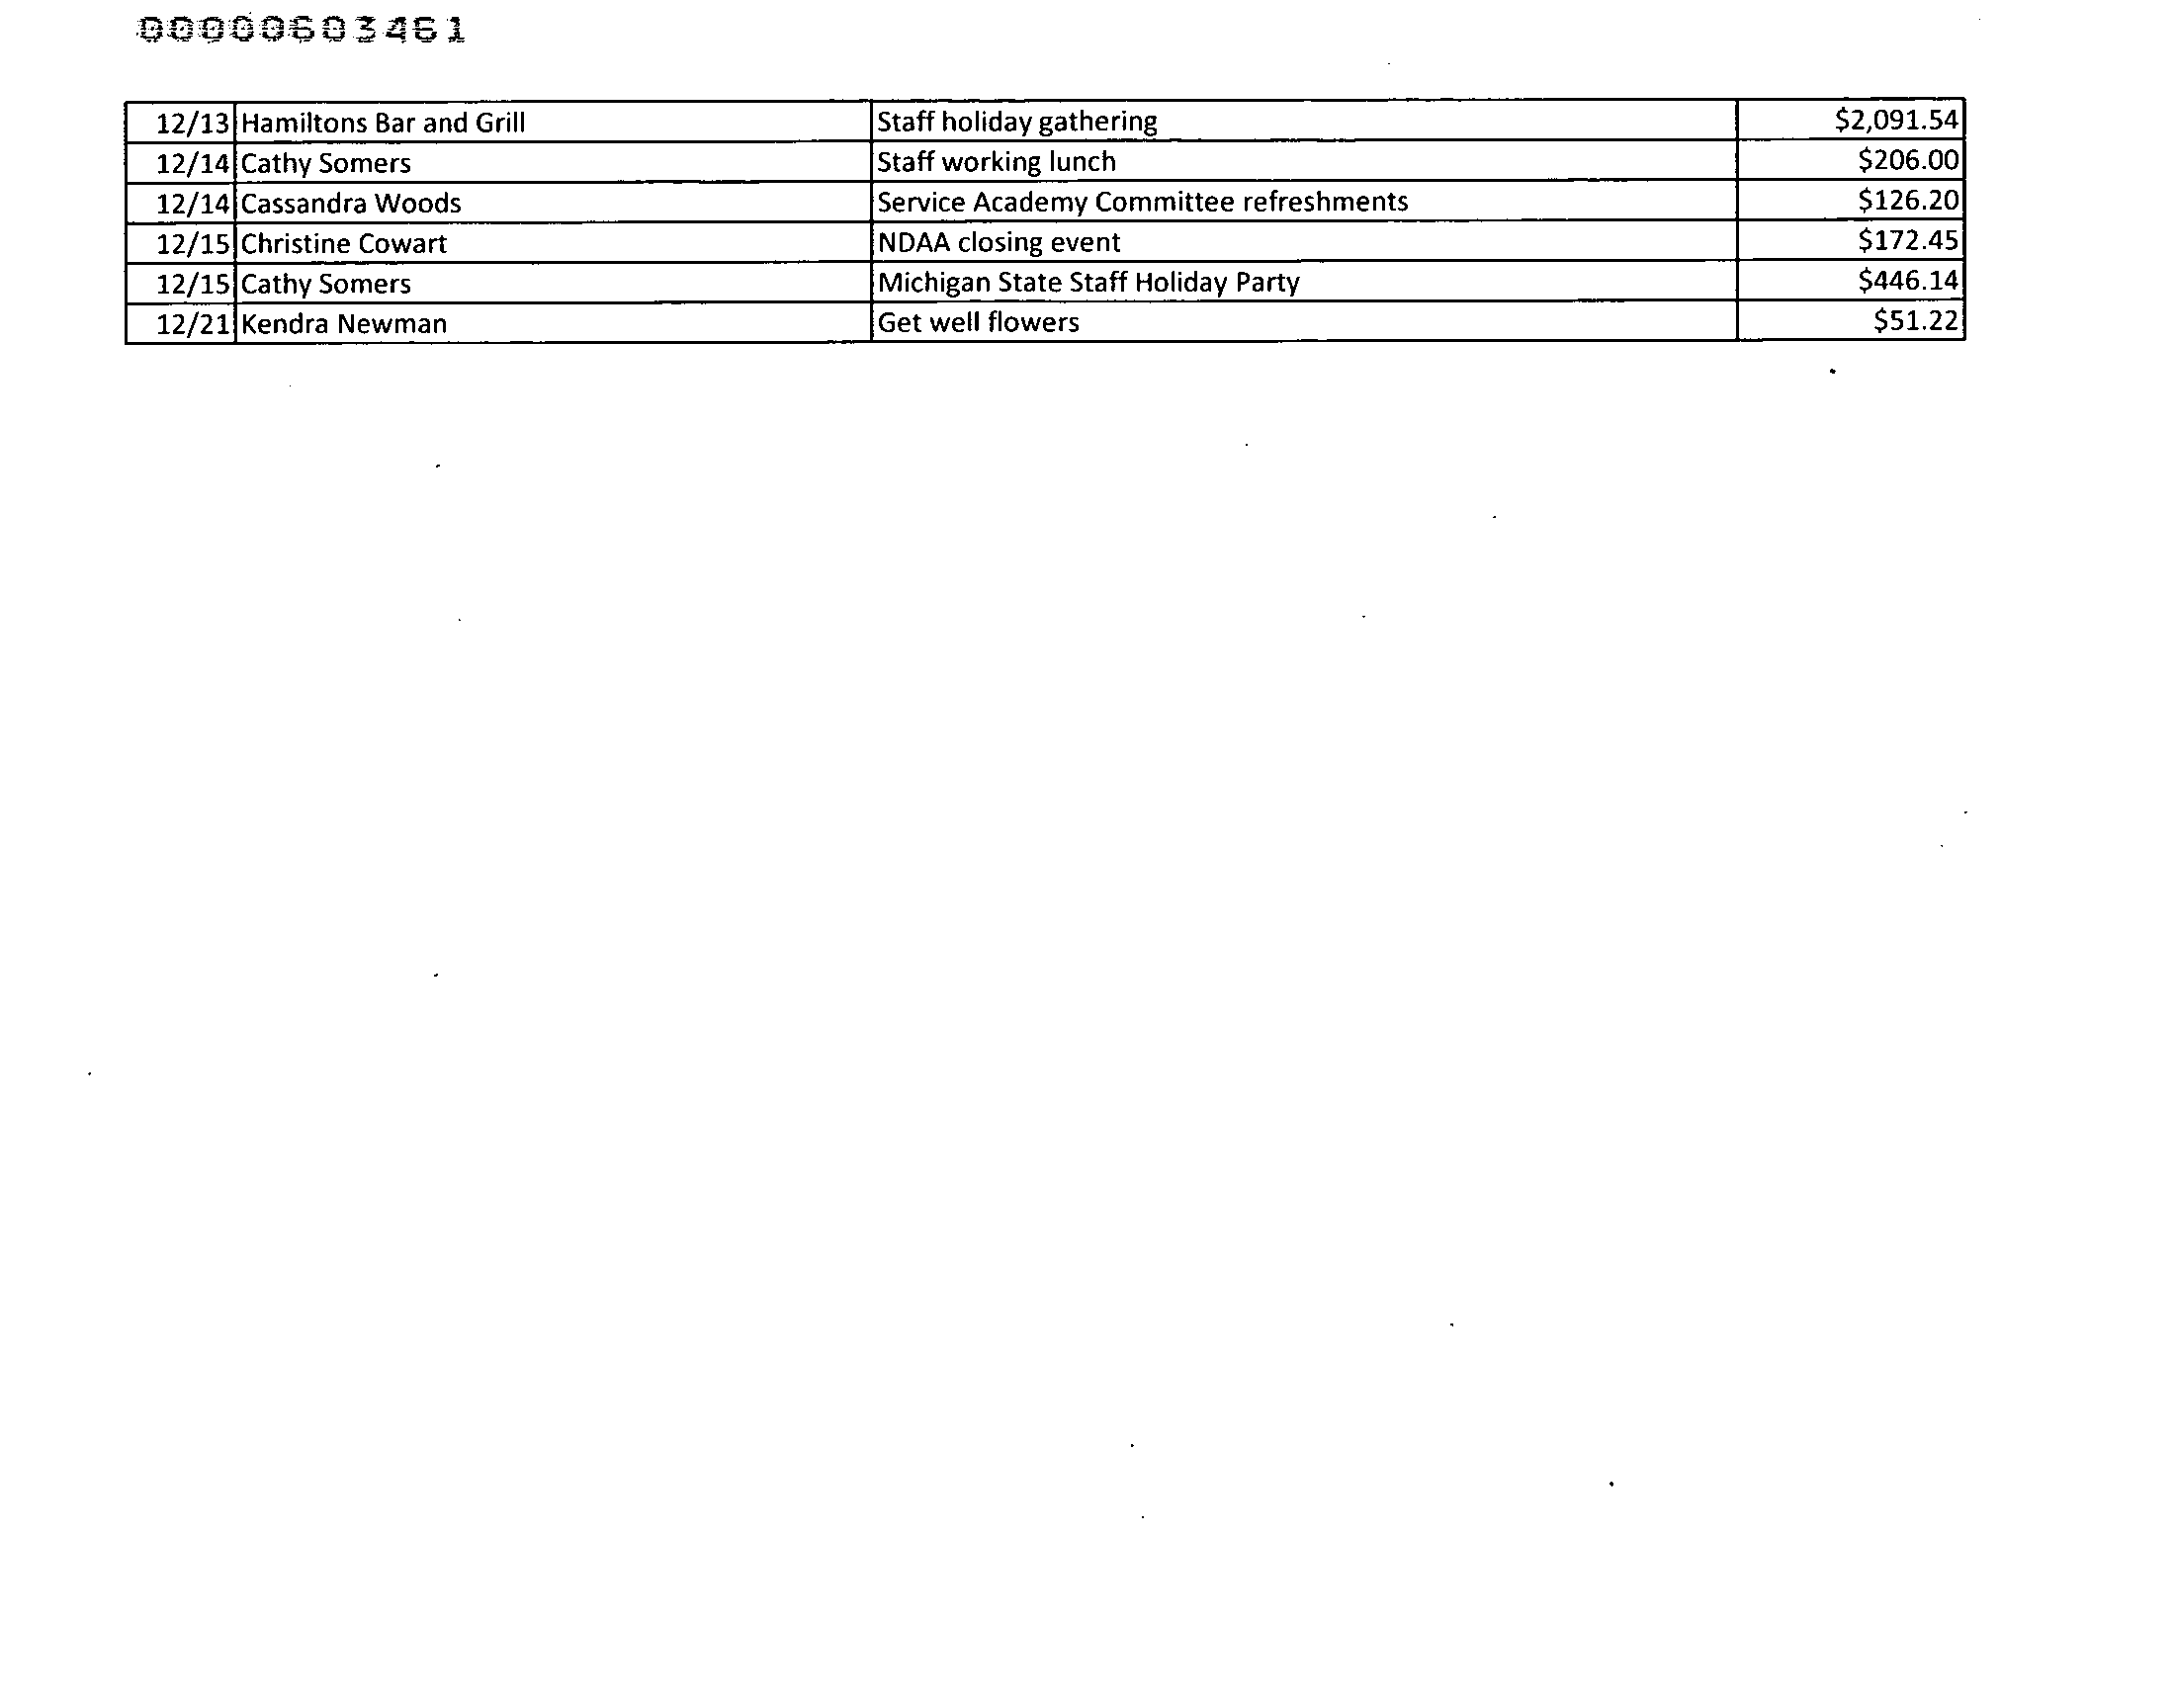 00000603461
12/13 Hamiltons Bar and Grill Staff holiday gathering $2,091.54
12/14 Cathy Somers Staff working lunch $206.00
12/14 Cassandra Woods Service Academy Committee refreshments $126.20
12/15 Christine Cowart NDAA closing event $172.45
12/15 Cathy Somers Michigan State Staff Holiday Party $446.14
12/21 Kendra Newman Get well flowers $51.22